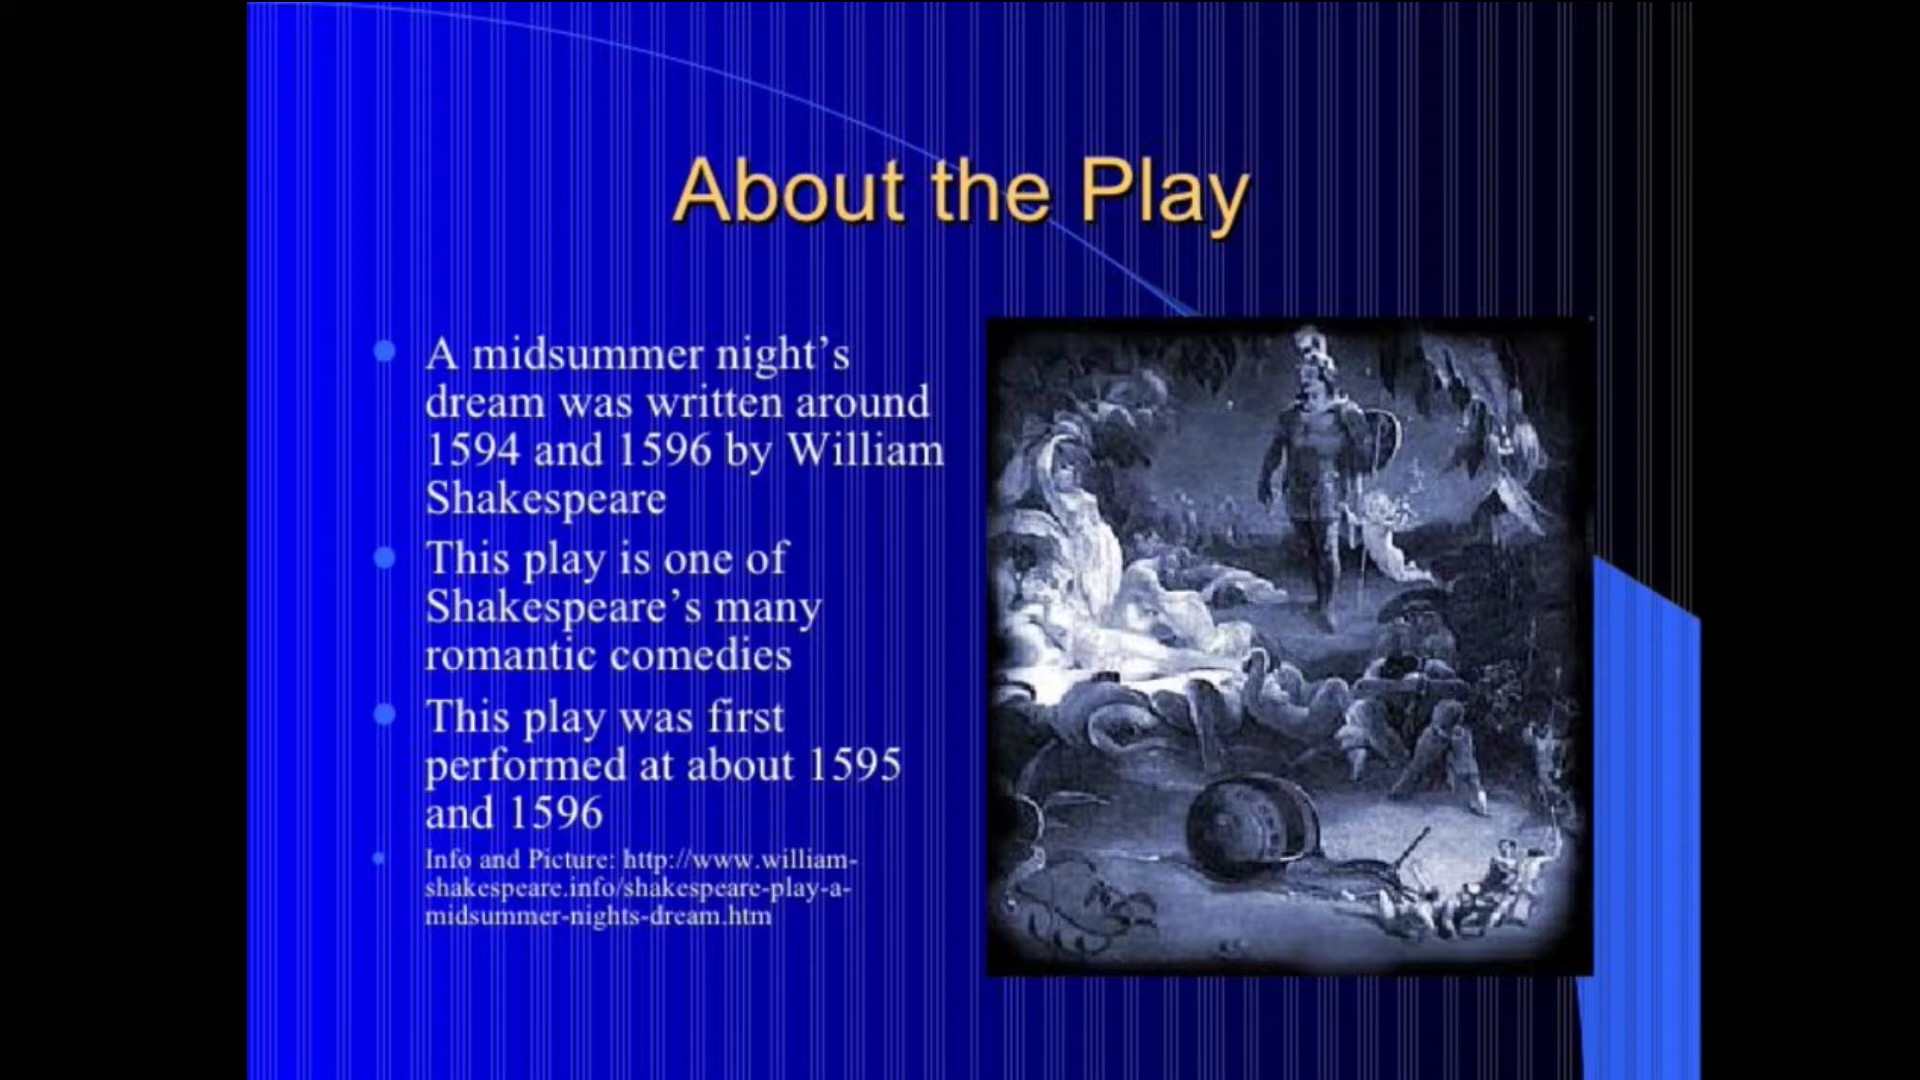 About the Play
A midsummer night’s
dream was written around
1594 and 1596 by William
Shakespeare
This play is one of
Shakespeare’s many
romantic comedies
This play was first
performed at about 1595
and 1596
Info and Picture: http://www.william-
shakespeare.info/shakespeare-play-a-
midsummer-nights-dream.htm